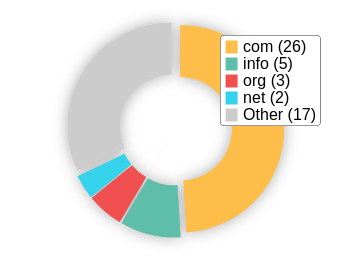 com (26)
info (5)
org (3)
net (2)
Other (17)